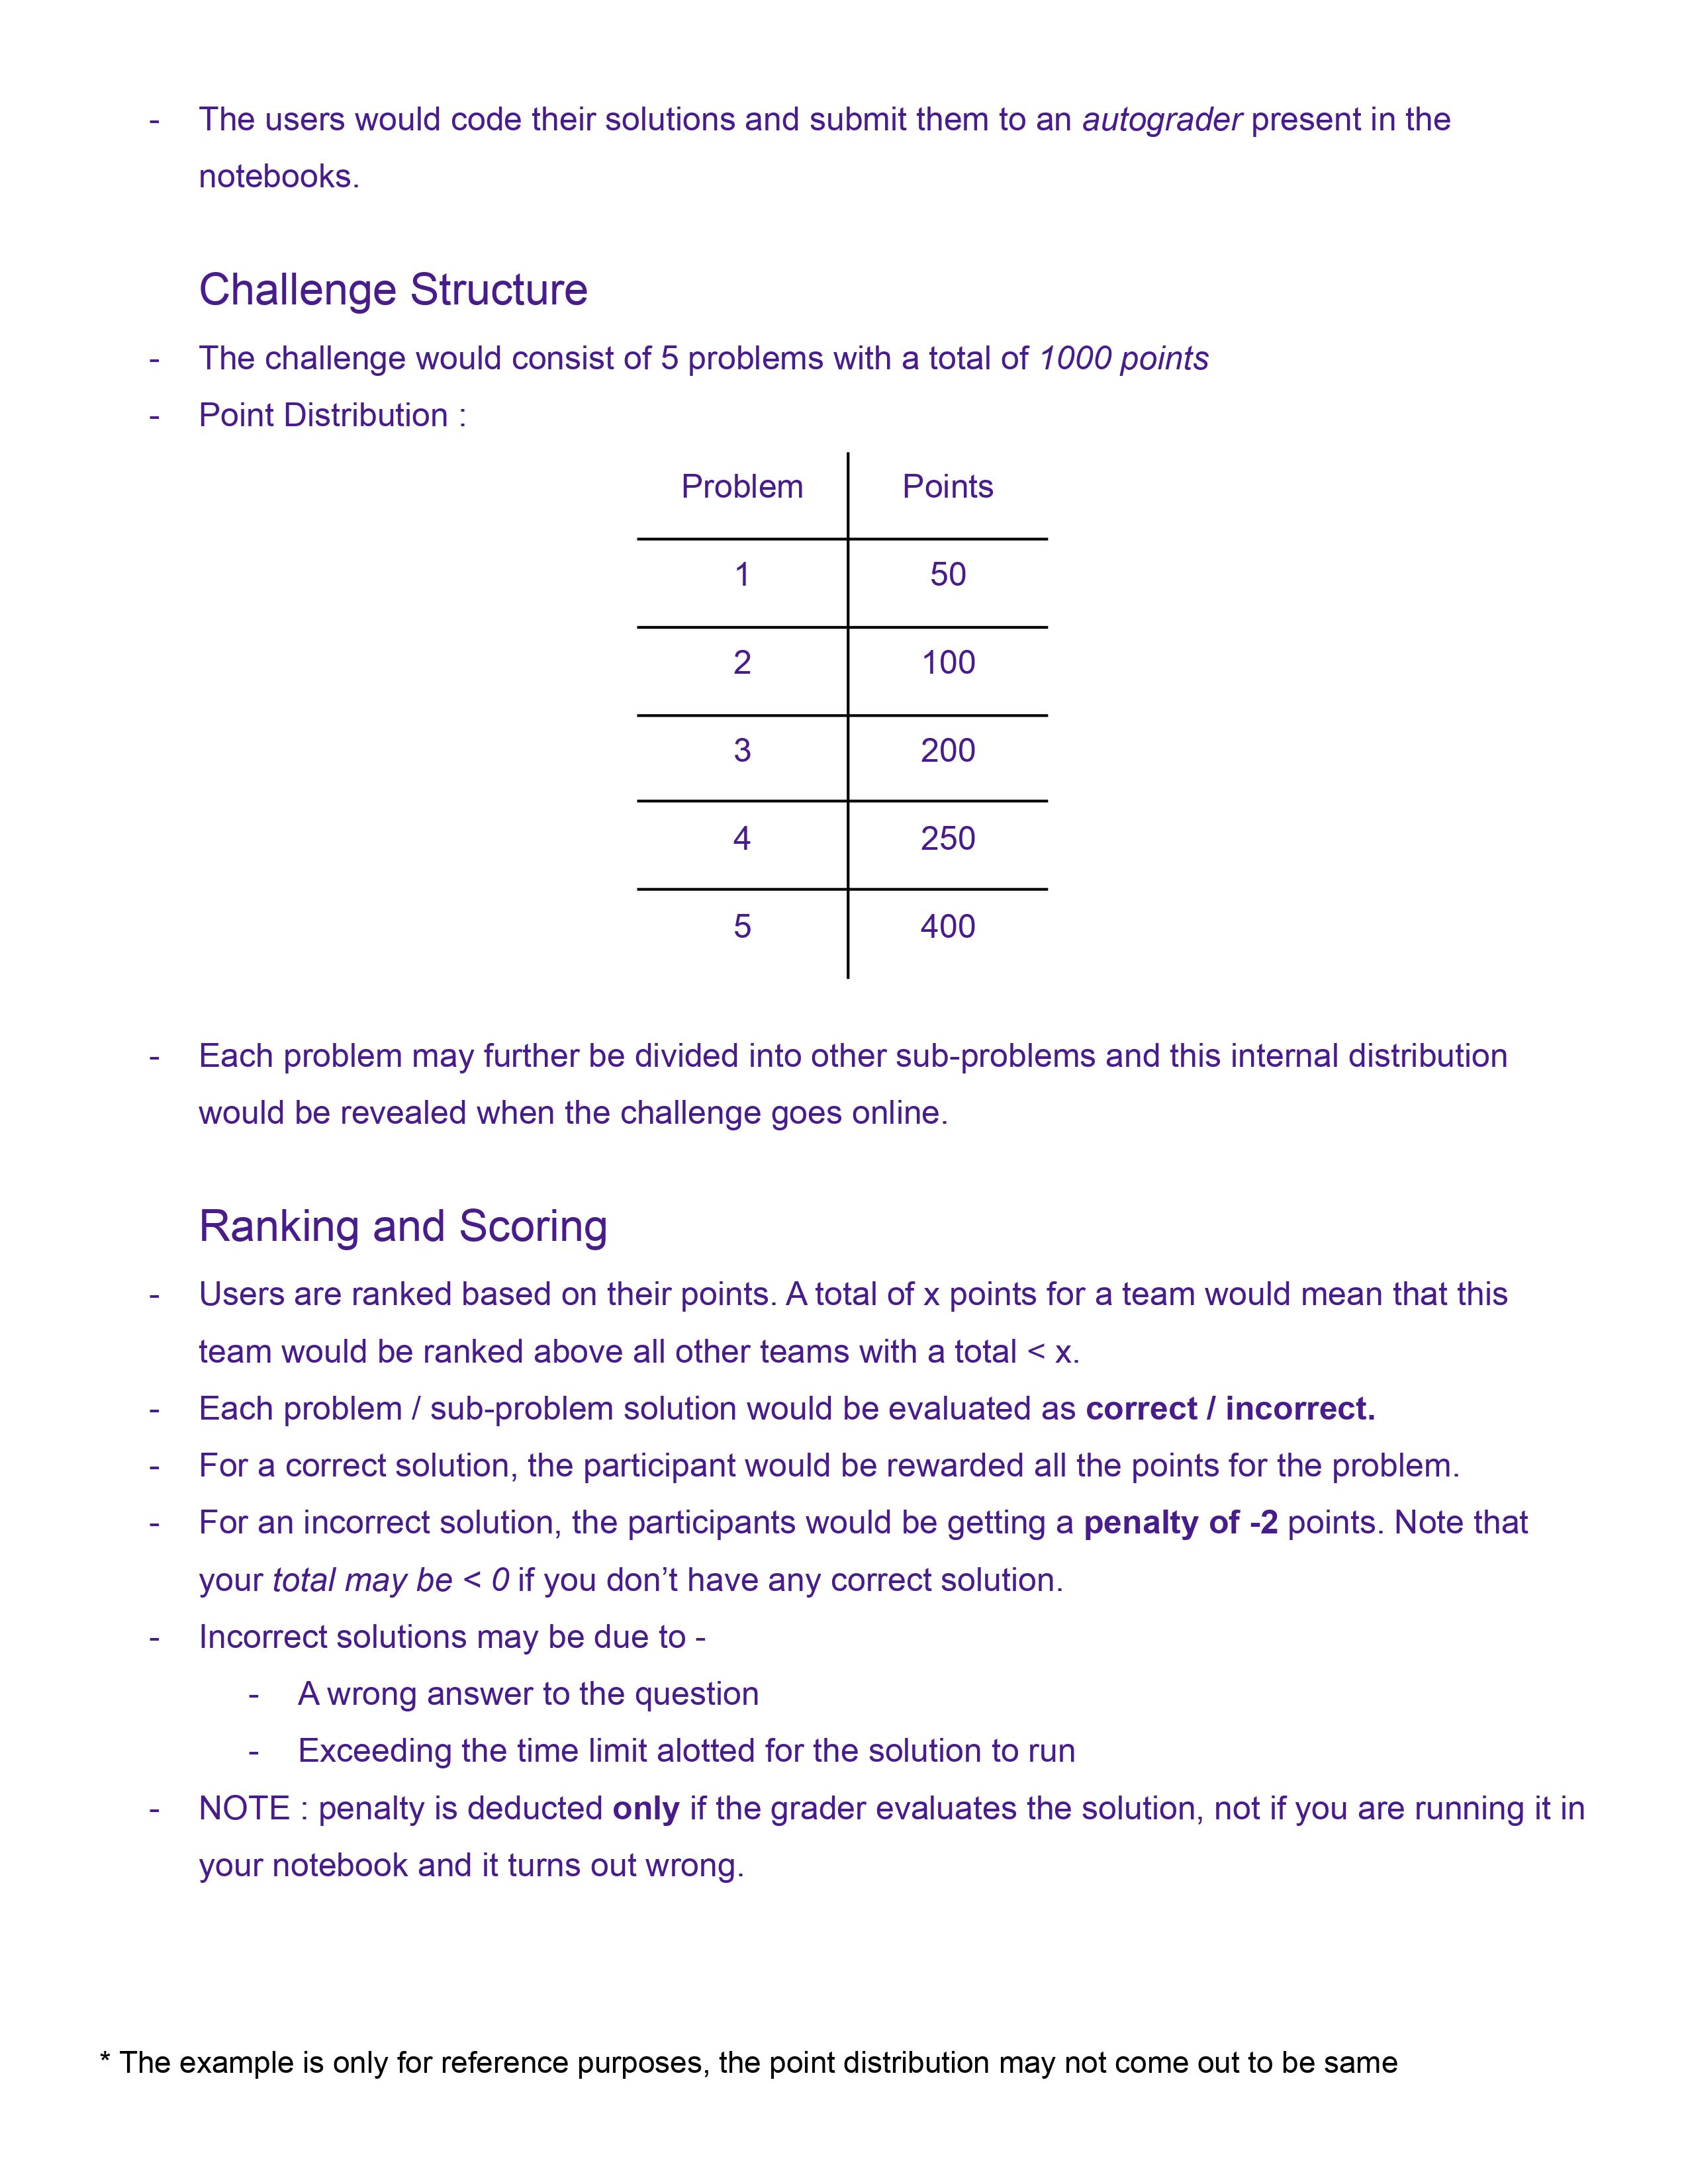 - The users would code their solutions and submit them to an autograder present in the
notebooks.
Challenge Structure
- The challenge would consist of 5 problems with a total of 1000 points
- Point Distribution :
Problem Points
1 50
2 100
3 200
4 250
5 400
- Each problem may further be divided into other sub-problems and this internal distribution
would be revealed when the challenge goes online.
Ranking and Scoring
- Users are ranked based on their points. A total of x points for a team would mean that this
team would be ranked above all other teams with a total < x.
- Each problem / sub-problem solution would be evaluated as correct / incorrect.
- For a correct solution, the participant would be rewarded all the points for the problem.
- For an incorrect solution, the participants would be getting a penalty of -2 points. Note that
your total may be < 0 if you don’t have any correct solution.
- Incorrect solutions may be due to -
- A wrong answer to the question
- Exceeding the time limit alotted for the solution to run
- NOTE : penalty is deducted only if the grader evaluates the solution, not if you are running it in
your notebook and it turns out wrong.
* The example is only for reference purposes, the point distribution may not come out to be same